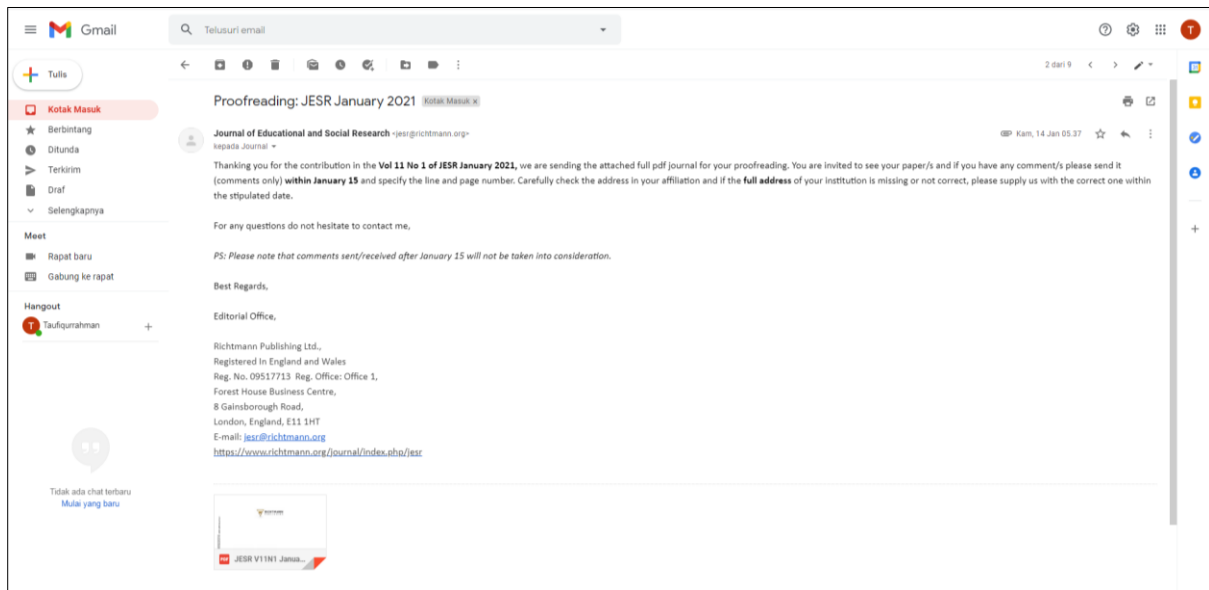 Gmail
Telusuri email
T
Tulis
2 dari 9
Kotak Masuk
Berbintang
Ditunda
Terkirim
Draf
Selengkapnya
Meet
Rapat baru
Gabung ke rapat
Hangout
T Taufiqurrahman
Tidak ada chat terbaru
Mulai yang baru
Proofreading: JESR January 2021 Kotak Masuk x
Journal of Educational and Social Research <jesr@richtmann.org>
Kam, 14 Jan 05.37
kepada Journal
Thanking you for the contribution in the Vol 11 No 1 of JESR January 2021, we are sending the attached full pdf journal for your proofreading. You are invited to see your paper/s and if you have any comment/s please send it
(comments only) within January 15 and specify the line and page number. Carefully check the address in your affiliation and if the full address of your institution is missing or not correct, please supply us with the correct one within
the stipulated date.
For any questions do not hesitate to contact me,
PS: Please note that comments sent/received after January 15 will not be taken into consideration.
Best Regards,
Editorial Office,
Richtmann Publishing Ltd.,
Registered In England and Wales
Reg. No. 09517713 Reg. Office: Office 1,
Forest House Business Centre,
8 Gainsborough Road,
London, England, E11 1HT
E-mail: jesr@richtmann.org
https://www.richtmann.org/journal/index.php/jesr
PDF JESR V11N1 Janua...